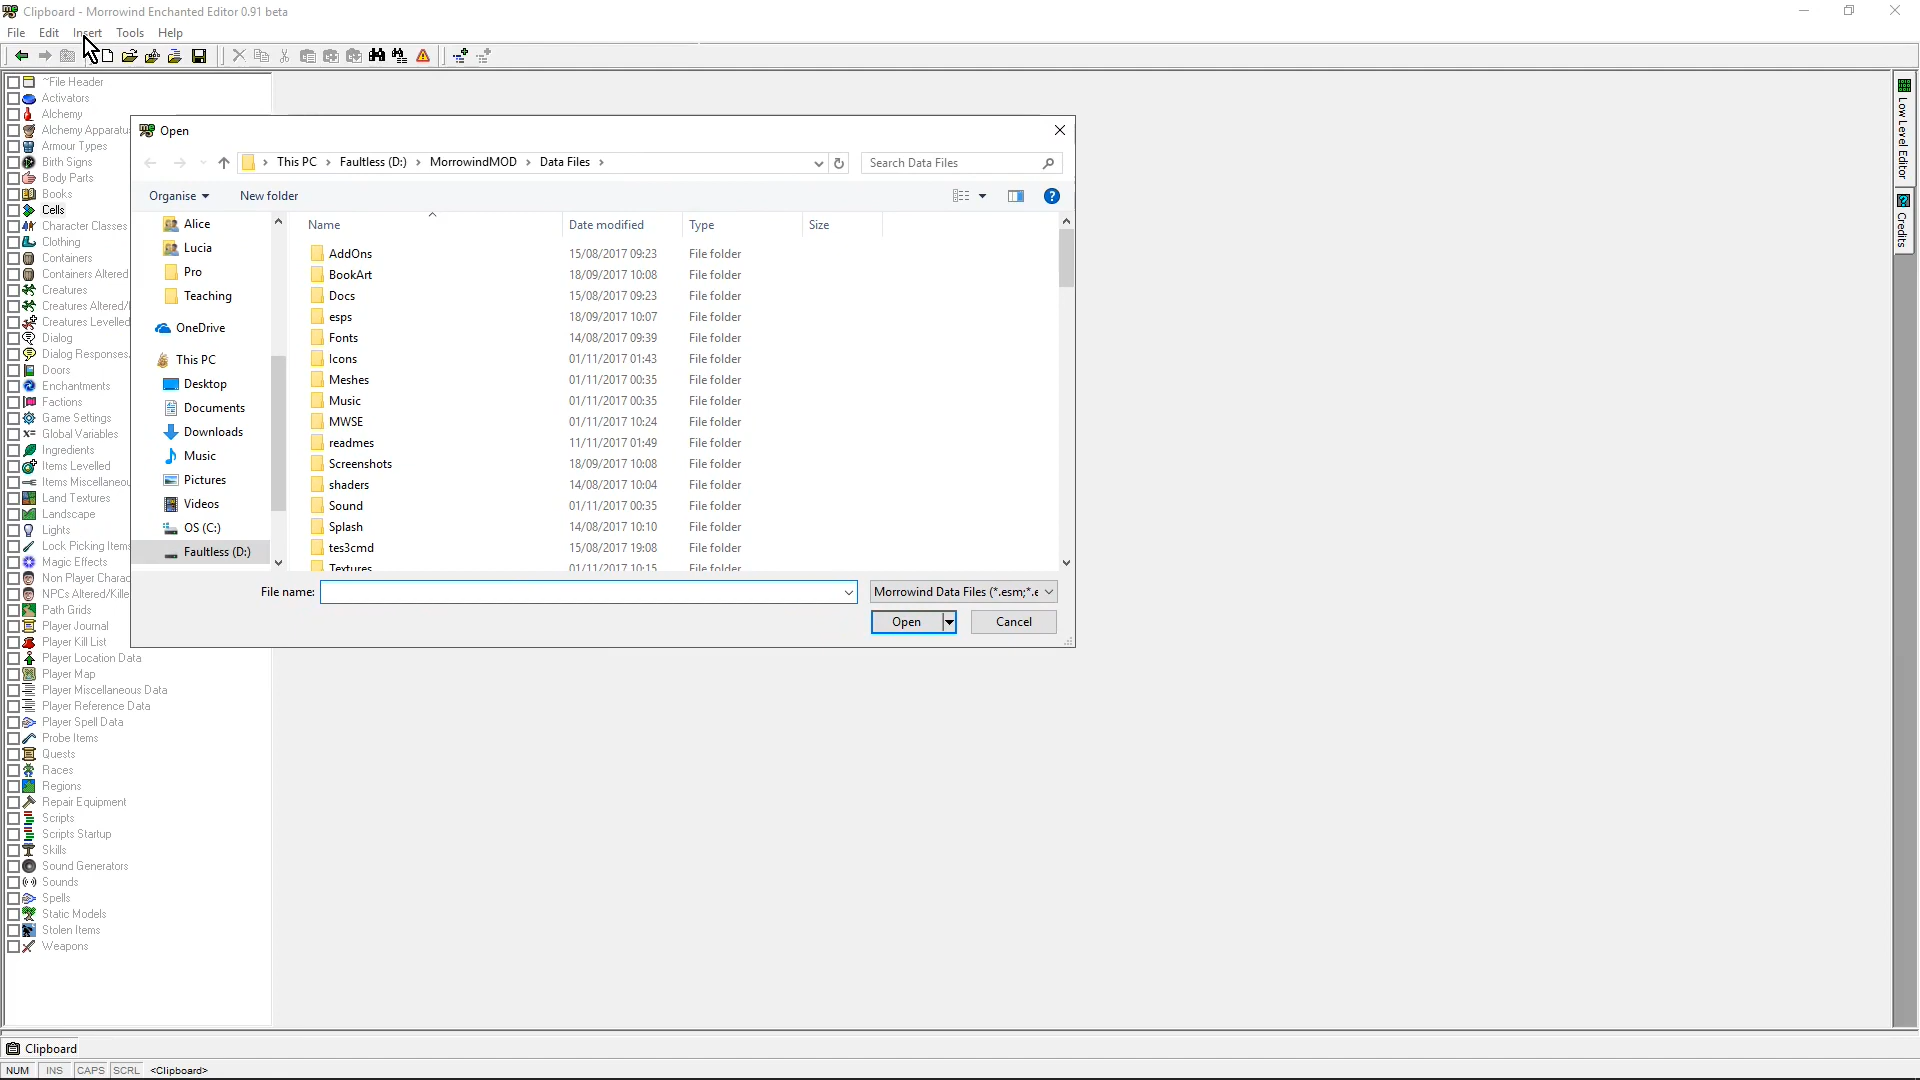 Clipboard - Morrowind Enchanted Editor 0.91 beta
File Edit Insert Tools Help
~File Header
Activators
Alchemy
Alchemy Apparatu
Armour Types
Birth Signs
Body Parts
Books
Cells
Character Classes
Clothing
Containers
Containers Altered
Creatures
Creatures Altered/
Creatures Levelled
Dialog
Dialog Responses
Doors
Enchantments
Factions
Game Settings
Global Variables
Ingredients
Items Levelled
Items Miscellaneou
Land Textures
Landscape
Lights
Lock Picking Items
Magic Effects
Non Player Charac
NPCs Altered/Kille
Path Grids
Player Journal
Player Kill List
Player Location Data
Player Map
Player Miscellaneous Data
Player Reference Data
Player Spell Data
Probe Items
Quests
Races
Regions
Repair Equipment
Scripts
Scripts Startup
Skills
Sound Generators
Sounds
Spells
Static Models
Stolen Items
Weapons
Open
This PC › Faultless (D:) › MorrowindMOD › Data Files ›
Search Data Files
Organise New folder
Alice
Lucia
Pro
Teaching
OneDrive
This PC
Desktop
Documents
Downloads
Music
Pictures
Videos
OS (C:)
Faultless (D:)
Name Date modified Type Size
AddOns 15/08/2017 09:23 File folder
BookArt 18/09/2017 10:08 File folder
Docs 15/08/2017 09:23 File folder
esps 18/09/2017 10:07 File folder
Fonts 14/08/2017 09:39 File folder
Icons 01/11/2017 01:43 File folder
Meshes 01/11/2017 00:35 File folder
Music 01/11/2017 00:35 File folder
MWSE 01/11/2017 10:24 File folder
readmes 11/11/2017 01:49 File folder
Screenshots 18/09/2017 10:08 File folder
shaders 14/08/2017 10:04 File folder
Sound 01/11/2017 00:35 File folder
Splash 14/08/2017 10:10 File folder
tes3cmd 15/08/2017 19:08 File folder
Textures 01/11/2017 10:15 File folder
File name: Morrowind Data Files (*.esm;*.e
Open Cancel
Low Level Editor
Credits
Clipboard
NUM INS CAPS SCRL <Clipboard>